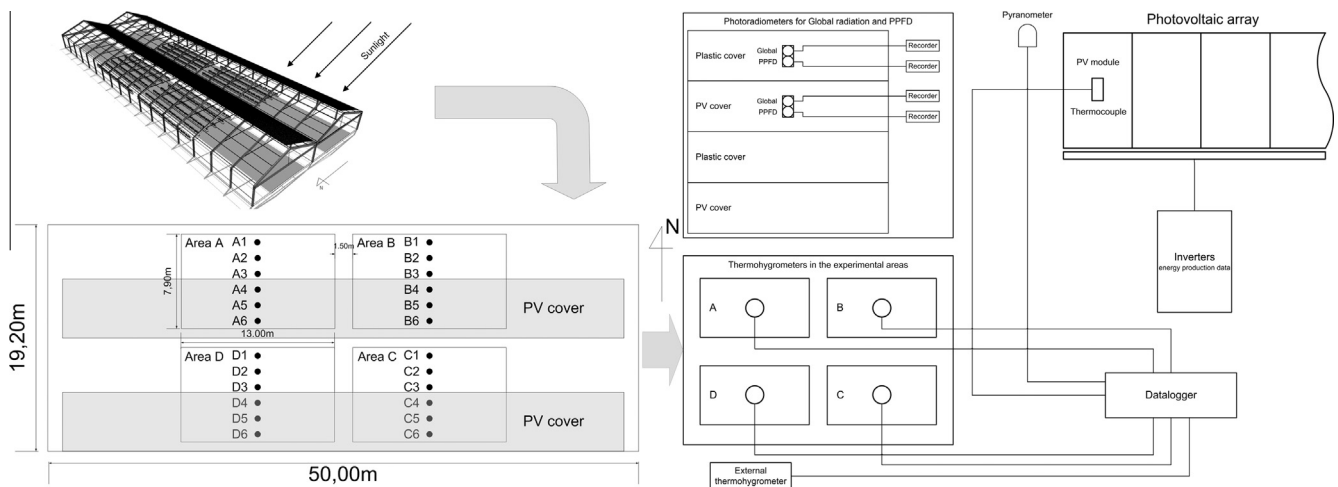 Sunlight
N
19,20m
50,00m
7,90m
13.00m
1.50m
Area A
A1
A2
A3
A4
A5
A6
Area B
B1
B2
B3
B4
B5
B6
PV cover
Area D
D1
D2
D3
D4
D5
D6
Area C
C1
C2
C3
C4
C5
C6
PV cover
N
Photoradiometers for Global radiation and PPFD
Plastic cover
Global
PPFD
Recorder
Recorder
PV cover
Global
PPFD
Recorder
Recorder
Plastic cover
PV cover
Thermohygrometers in the experimental areas
A
B
D
C
External
thermohygrometer
Pyranometer
Photovoltaic array
PV module
Thermocouple
Inverters
energy production data
Datalogger